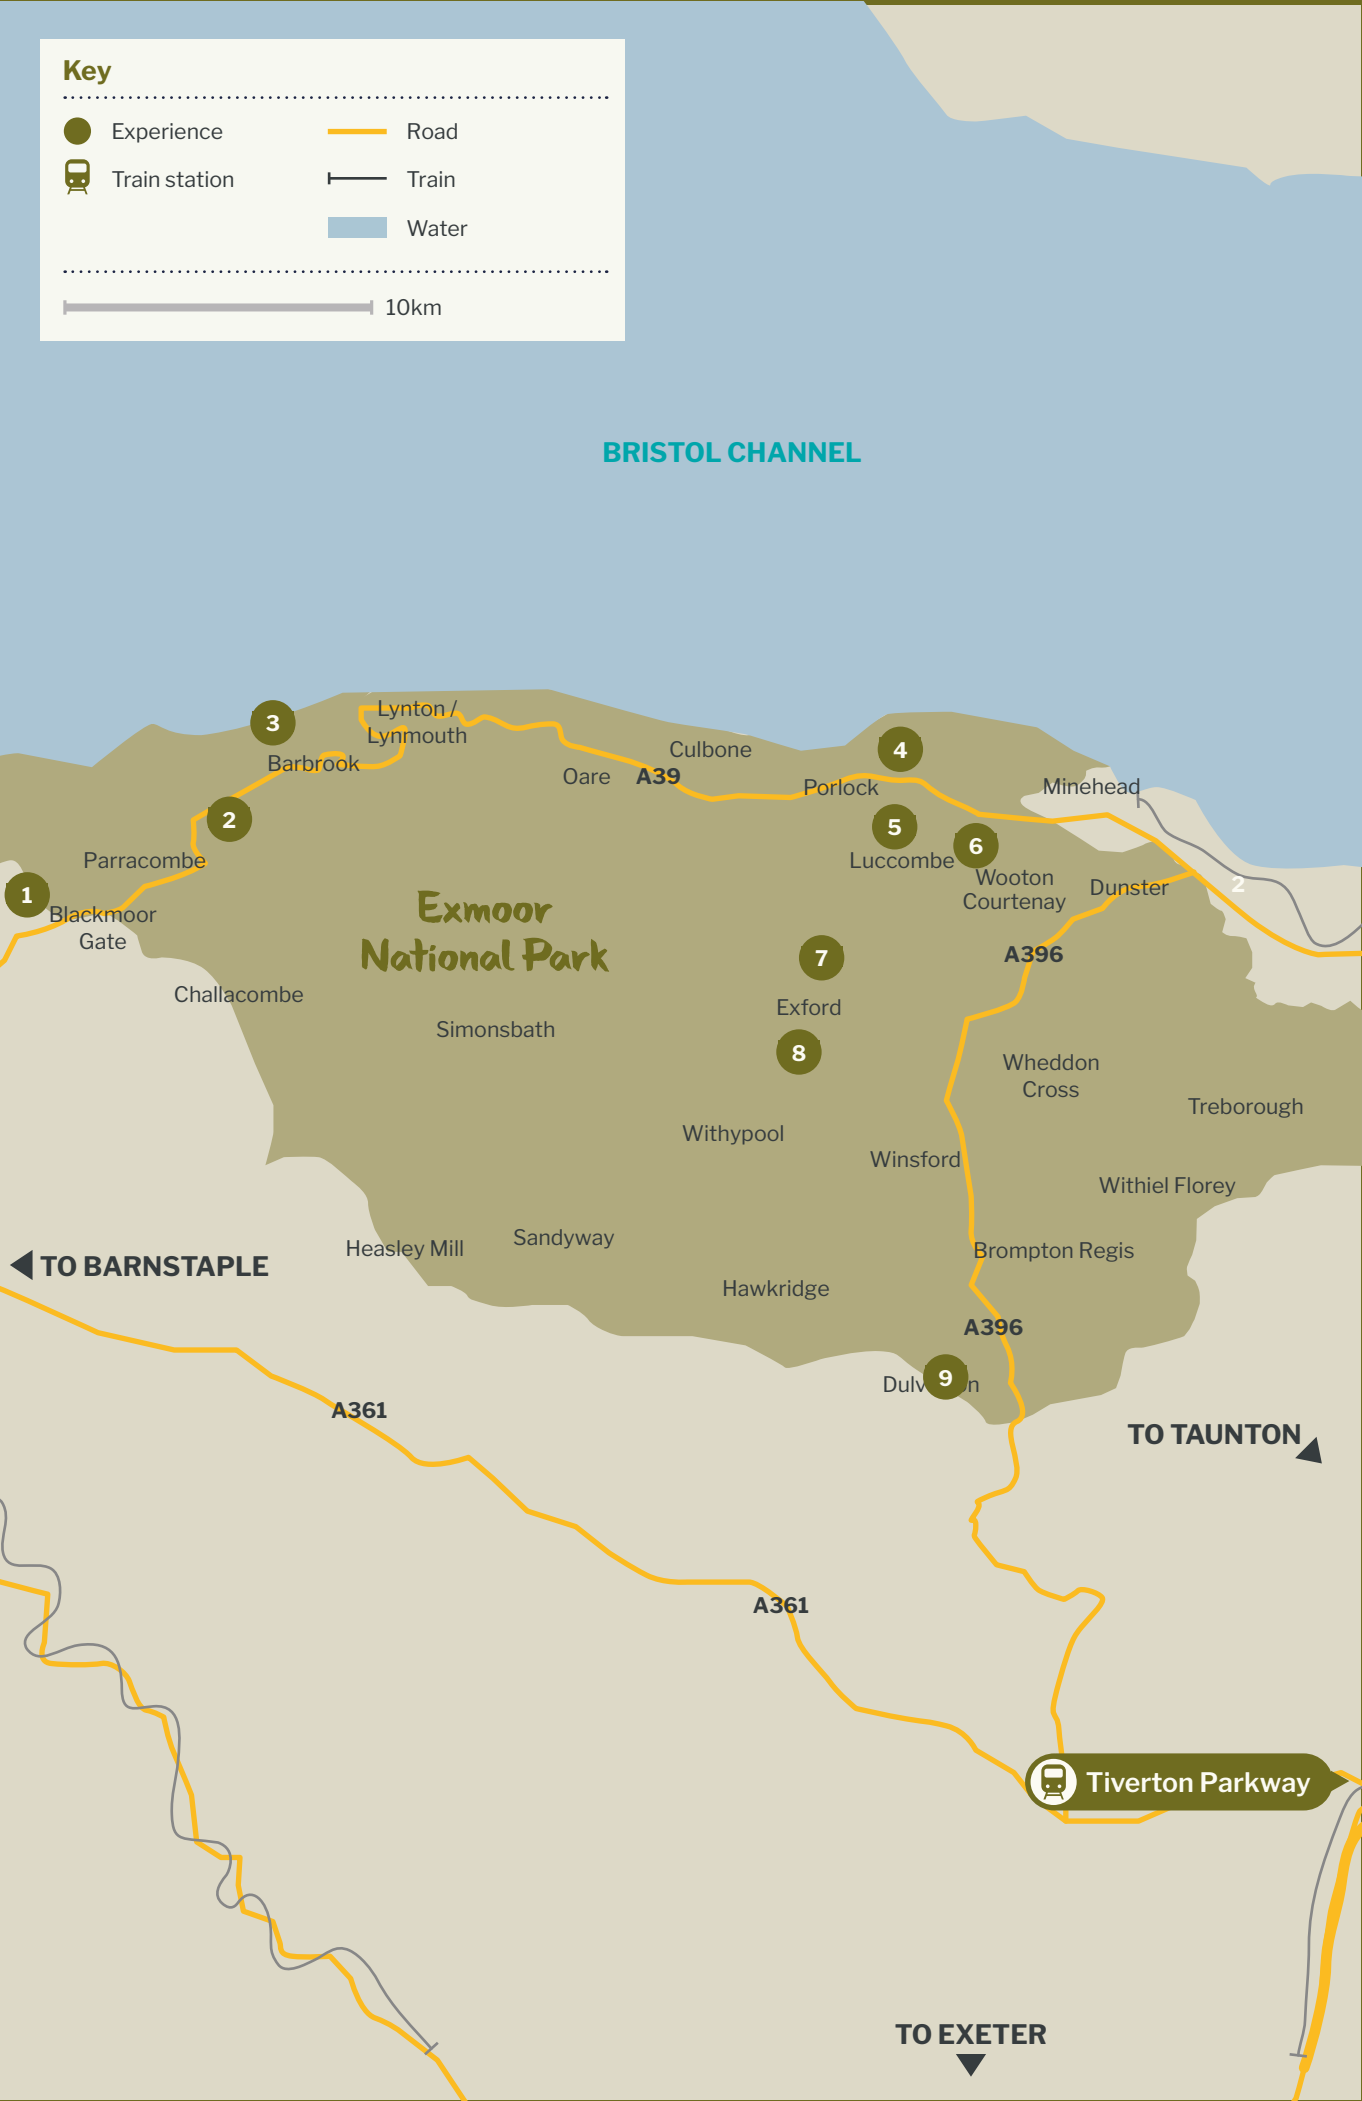 Key
Experience
Road
Train station
Train
Water
10km
BRISTOL CHANNEL
3
Lynton /
Lynmouth
Culbone
4
Barbrook
Oare
A39
Porlock
Minehead
2
5
6
Parracombe
Luccombe
Wooton
Courtenay
Dunster
2
1
Blackmoor
Gate
Exmoor
National Park
7
A396
Challacombe
Exford
Simonsbath
8
Wheddon
Cross
Treborough
Withypool
Winsford
Withiel Florey
Heasley Mill
Sandyway
Brompton Regis
TO BARNSTAPLE
Hawkridge
A396
9
A361
TO TAUNTON
A361
Tiverton Parkway
TO EXETER